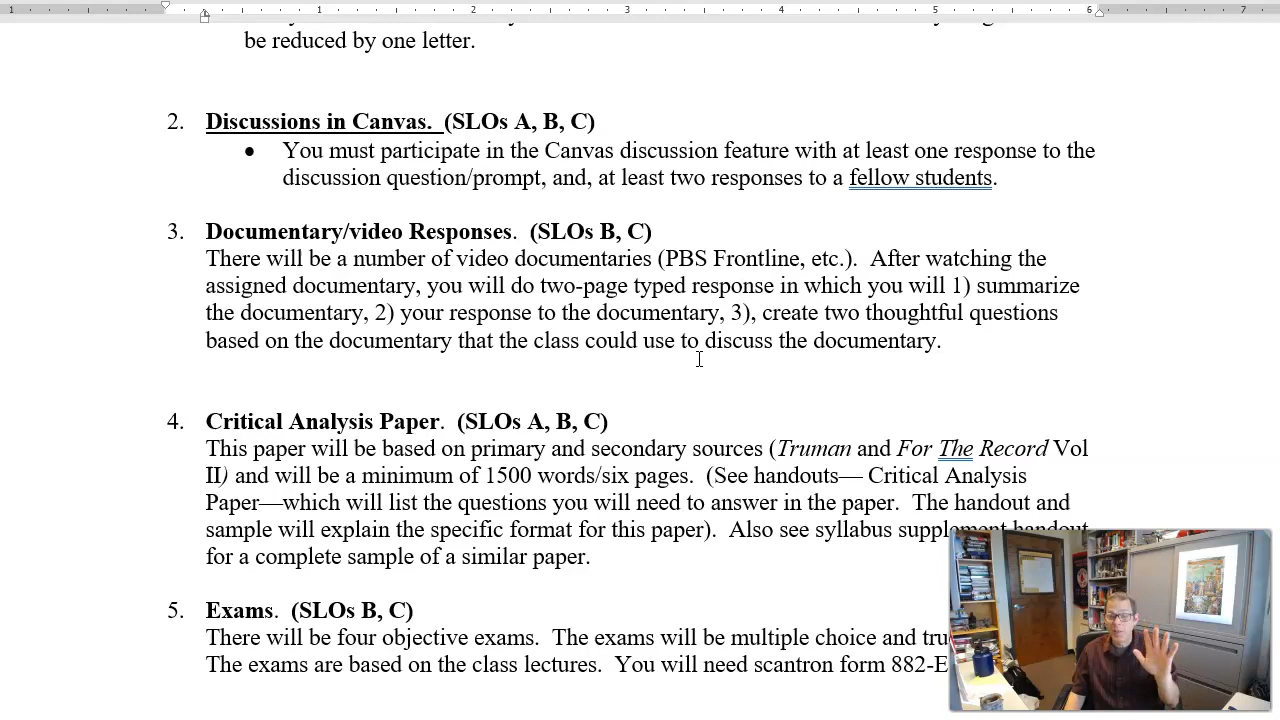 1 1 2 3 4 5 6 7
be reduced by one letter.
2. Discussions in Canvas. (SLOs A, B, C)
• You must participate in the Canvas discussion feature with at least one response to the
discussion question/prompt, and, at least two responses to a fellow students.
3. Documentary/video Responses. (SLOs B, C)
There will be a number of video documentaries (PBS Frontline, etc.). After watching the
assigned documentary, you will do two-page typed response in which you will 1) summarize
the documentary, 2) your response to the documentary, 3), create two thoughtful questions
based on the documentary that the class could use to discuss the documentary.
4. Critical Analysis Paper. (SLOs A, B, C)
This paper will be based on primary and secondary sources (Truman and For The Record Vol
II) and will be a minimum of 1500 words/six pages. (See handouts— Critical Analysis
Paper—which will list the questions you will need to answer in the paper. The handout and
sample will explain the specific format for this paper). Also see syllabus supplement handout
for a complete sample of a similar paper.
5. Exams. (SLOs B, C)
There will be four objective exams. The exams will be multiple choice and
The exams are based on the class lectures. You will need scantron form 882-E